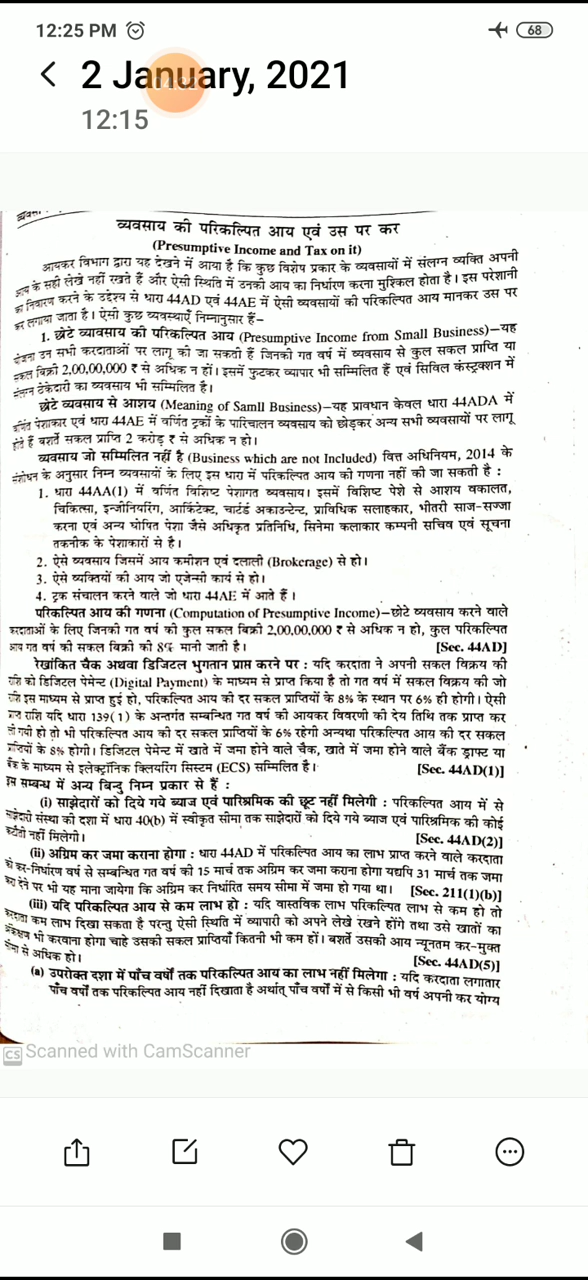 12:25 PM
68
2 January, 2021
04:32
12:15
व्यवसाय की परिकल्पित आय एवं उस पर कर
(Presumptive Income and Tax on it)
आयकर विभाग द्वारा यह देखने में आया है कि कुछ विशेष प्रकार के व्यवसायों में संलग्न व्यक्ति अपनी
आय के सही लेखे नहीं रखते हैं और ऐसी स्थिति में उनकी आय का निर्धारण करना मुश्किल होता है। इस परेशानी
का निवारण करने के उद्देश्य से धारा 44AD एवं 44AE में ऐसी व्यवसायों की परिकल्पित आय मानकर उस पर
कर लगाया जाता है। ऐसी कुछ व्यवस्थाएँ निम्नानुसार हैं–
1. छोटे व्यावसाय की परिकल्पित आय (Presumptive Income from Small Business)–यह
योजना उन सभी करदाताओं पर लागू की जा सकती हैं जिनकी गत वर्ष में व्यवसाय से कुल सकल प्राप्ति या
सकल बिक्री 2,00,00,000 ₹ से अधिक न हों। इसमें फुटकर व्यापार भी सम्मिलित हैं एवं सिविल कंस्ट्रक्शन में
संलग्न ठेकेदारी का व्यवसाय भी सम्मिलित है।
छोटे व्यवसाय से आशय (Meaning of Samll Business)–यह प्रावधान केवल धारा 44ADA में
वर्णित पेशाकार एवं धारा 44AE में वर्णित ट्रकों के पारिचालन व्यवसाय को छोड़कर अन्य सभी व्यवसायों पर लागू
होते हैं बशर्ते सकल प्राप्ति 2 करोड़ ₹ से अधिक न हो।
व्यवसाय जो सम्मिलित नहीं है (Business which are not Included) वित्त अधिनियम, 2014 के
संशोधन के अनुसार निम्न व्यवसायों के लिए इस धारा में परिकल्पित आय की गणना नहीं की जा सकती है :
1. धारा 44AA(1) में वर्णित विशिष्ट पेशागत व्यवसाय। इसमें विशिष्ट पेशे से आशय वकालत,
चिकित्सा, इन्जीनियरिंग, आर्किटेक्ट, चार्टर्ड अकाउन्टेन्ट, प्राविधिक सलाहकार, भीतरी साज-सज्जा
करना एवं अन्य घोषित पेशा जैसे अधिकृत प्रतिनिधि, सिनेमा कलाकार कम्पनी सचिव एवं सूचना
तकनीक के पेशाकारों से है।
2. ऐसे व्यवसाय जिसमें आय कमीशन एवं दलाली (Brokerage) से हो।
3. ऐसे व्यक्तियों की आय जो एजेन्सी कार्य से हो।
4. ट्रक संचालन करने वाले जो धारा 44AE में आते हैं।
परिकल्पित आय की गणना (Computation of Presumptive Income)–छोटे व्यवसाय करने वाले
करदाताओं के लिए जिनकी गत वर्ष की कुल सकल बिक्री 2,00,00,000 ₹ से अधिक न हो, कुल परिकल्पित
आय गत वर्ष की सकल बिक्री की 8% मानी जाती है। [Sec. 44AD]
रेखांकित चैक अथवा डिजिटल भुगतान प्राप्त करने पर : यदि करदाता ने अपनी सकल विक्रय की
राशि को डिजिटल पेमेन्ट (Digital Payment) के माध्यम से प्राप्त किया है तो गत वर्ष में सकल विक्रय की जो
राशि इस माध्यम से प्राप्त हुई हो, परिकल्पित आय की दर सकल प्राप्तियों के 8% के स्थान पर 6% ही होगी। ऐसी
प्राप्त राशि यदि धारा 139(1) के अन्तर्गत सम्बन्धित गत वर्ष की आयकर विवरणी की देय तिथि तक प्राप्त कर
ली गयी हो तो भी परिकल्पित आय की दर सकल प्राप्तियों के 6% रहेगी अन्यथा परिकल्पित आय की दर सकल
प्राप्तियों के 8% होगी। डिजिटल पेमेन्ट में खाते में जमा होने वाले चैक, खाते में जमा होने वाले बैंक ड्राफ्ट या
बैंक के माध्यम से इलेक्ट्रॉनिक क्लियरिंग सिस्टम (ECS) सम्मिलित है। [Sec. 44AD(1)]
इस सम्बन्ध में अन्य बिन्दु निम्न प्रकार से हैं :
(i) साझेदारों को दिये गये ब्याज एवं पारिश्रमिक की छूट नहीं मिलेगी : परिकल्पित आय में से
साझेदारी संस्था की दशा में धारा 40(b) में स्वीकृत सीमा तक साझेदारों को दिये गये ब्याज एवं पारिश्रमिक की कोई
कटौती नहीं मिलेगी। [Sec. 44AD(2)]
(ii) अग्रिम कर जमा कराना होगा : धारा 44AD में परिकल्पित आय का लाभ प्राप्त करने वाले करदाता
को कर-निर्धारण वर्ष से सम्बन्धित गत वर्ष की 15 मार्च तक अग्रिम कर जमा कराना होगा यद्यपि 31 मार्च तक जमा
करा देने पर भी यह माना जायेगा कि अग्रिम कर निर्धारित समय सीमा में जमा हो गया था। [Sec. 211(1)(b)]
(iii) यदि परिकल्पित आय से कम लाभ हो : यदि वास्तविक लाभ परिकल्पित लाभ से कम हो तो
करदाता कम लाभ दिखा सकता है परन्तु ऐसी स्थिति में व्यापारी को अपने लेखे रखने होंगे तथा उसे खातों का
अंकेक्षण भी करवाना होगा चाहे उसकी सकल प्राप्तियाँ कितनी भी कम हों। बशर्ते उसकी आय न्यूनतम कर-मुक्त
सीमा से अधिक हो। [Sec. 44AD(5)]
(a) उपरोक्त दशा में पाँच वर्षों तक परिकल्पित आय का लाभ नहीं मिलेगा : यदि करदाता लगातार
पाँच वर्षों तक परिकल्पित आय नहीं दिखाता है अर्थात् पाँच वर्षों में से किसी भी वर्ष अपनी कर योग्य
CS Scanned with CamScanner